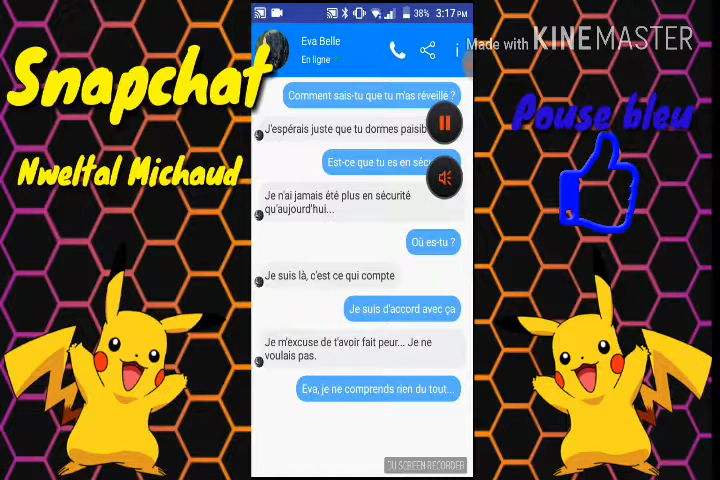 38% 3:17 PM
Eva Belle
En ligne
Made with KINEMASTER
Snapchat
Nweltal Michaud
Pouse bleu
Comment sais-tu que tu m'as réveillé ?
J'espérais juste que tu dormes
Est-ce que tu es en
Je n'ai jamais été plus en sécurité
qu'aujourd'hui...
Où es-tu ?
Je suis là, c'est ce qui compte
Je suis d'accord avec ça
Je m'excuse de t'avoir fait peur... Je ne
voulais pas.
Eva, je ne comprends rien du tout...
DU SCREEN RECORDER